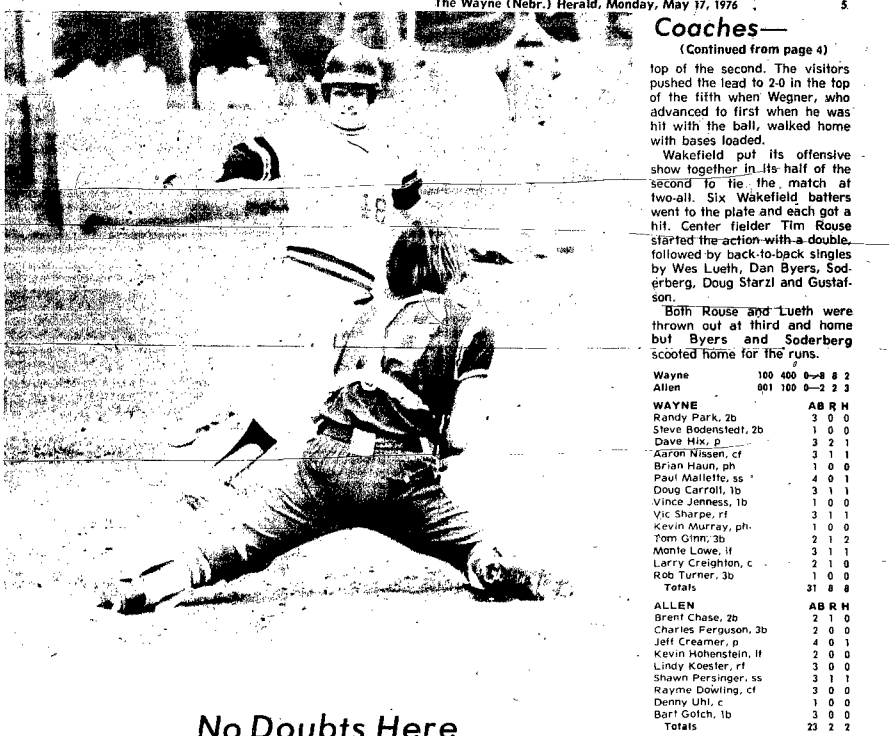 The Wayne (Nebr.) Herald, Monday, May 17, 1976 5
Coaches—
(Continued from page 4)
top of the second. The visitors
pushed the lead to 2-0 in the top
of the fifth when Wegner, who
advanced to first when he was
hit with the ball, walked home
with bases loaded.
Wakefield put its offensive
show together in its half of the
second to tie the match at
two-all. Six Wakefield batters
went to the plate and each got a
hit. Center fielder Tim Rouse
started the action with a double,
followed by back-to-back singles
by Wes Lueth, Dan Byers, Sod-
erberg, Doug Starzl and Gustaf-
son.
Both Rouse and Lueth were
thrown out at third and home
but Byers and Soderberg
scooted home for the runs.
Wayne 100 400 0—8 8 2
Allen 001 100 0—2 2 3
WAYNE AB R H
Randy Park, 2b 3 0 0
Steve Bodenstedt, 2b 1 0 0
Dave Hix, p 3 2 1
Aaron Nissen, cf 3 1 1
Brian Haun, ph 1 0 0
Paul Mallette, ss 4 0 1
Doug Carroll, 1b 3 1 1
Vince Jenness, 1b 1 0 0
Vic Sharpe, rf 3 1 1
Kevin Murray, ph 1 0 0
Tom Ginn, 3b 2 1 2
Monte Lowe, lf 3 1 1
Larry Creighton, c 2 1 0
Rob Turner, 3b 1 0 0
Totals 31 8 8
ALLEN AB R H
Brent Chase, 2b 2 1 0
Charles Ferguson, 3b 2 0 0
Jeff Creamer, p 4 0 1
Kevin Hohenstein, lf 2 0 0
Lindy Koester, rf 3 0 0
Shawn Persinger, ss 3 1 1
Rayme Dowling, cf 3 0 0
Denny Uhl, c 1 0 0
Bart Gotch, 1b 3 0 0
Totals 23 2 2
18
No Doubts Here